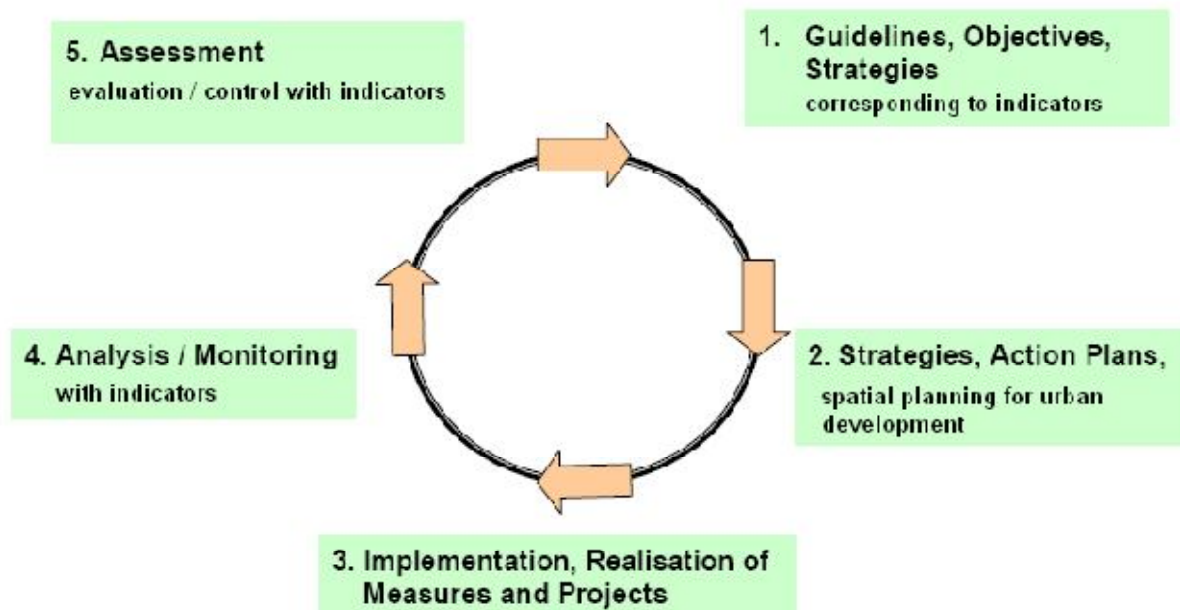 1. Guidelines, Objectives,
Strategies
corresponding to indicators
2. Strategies, Action Plans,
spatial planning for urban
development
3. Implementation, Realisation of
Measures and Projects
4. Analysis / Monitoring
with indicators
5. Assessment
evaluation / control with indicators